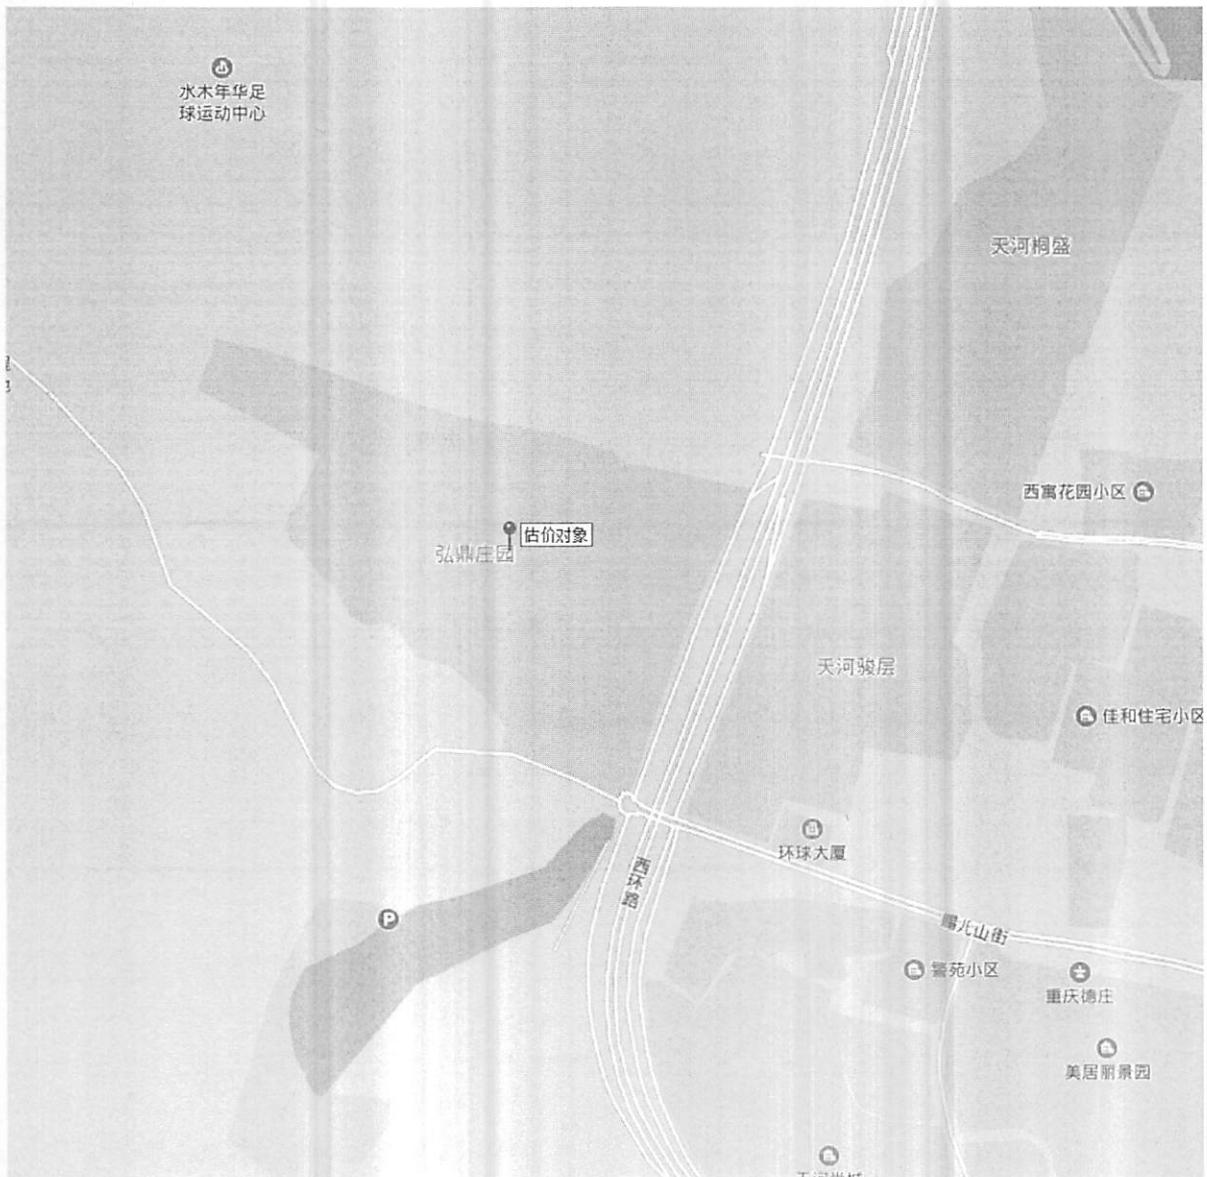 水木年华足
球运动中心
天河桐盛
西寓花园小区
估价对象
弘鼎庄园
天河骏层
佳和住宅小区
环球大厦
西环路
赐儿山街
警苑小区
重庆德庄
美居丽景园
P